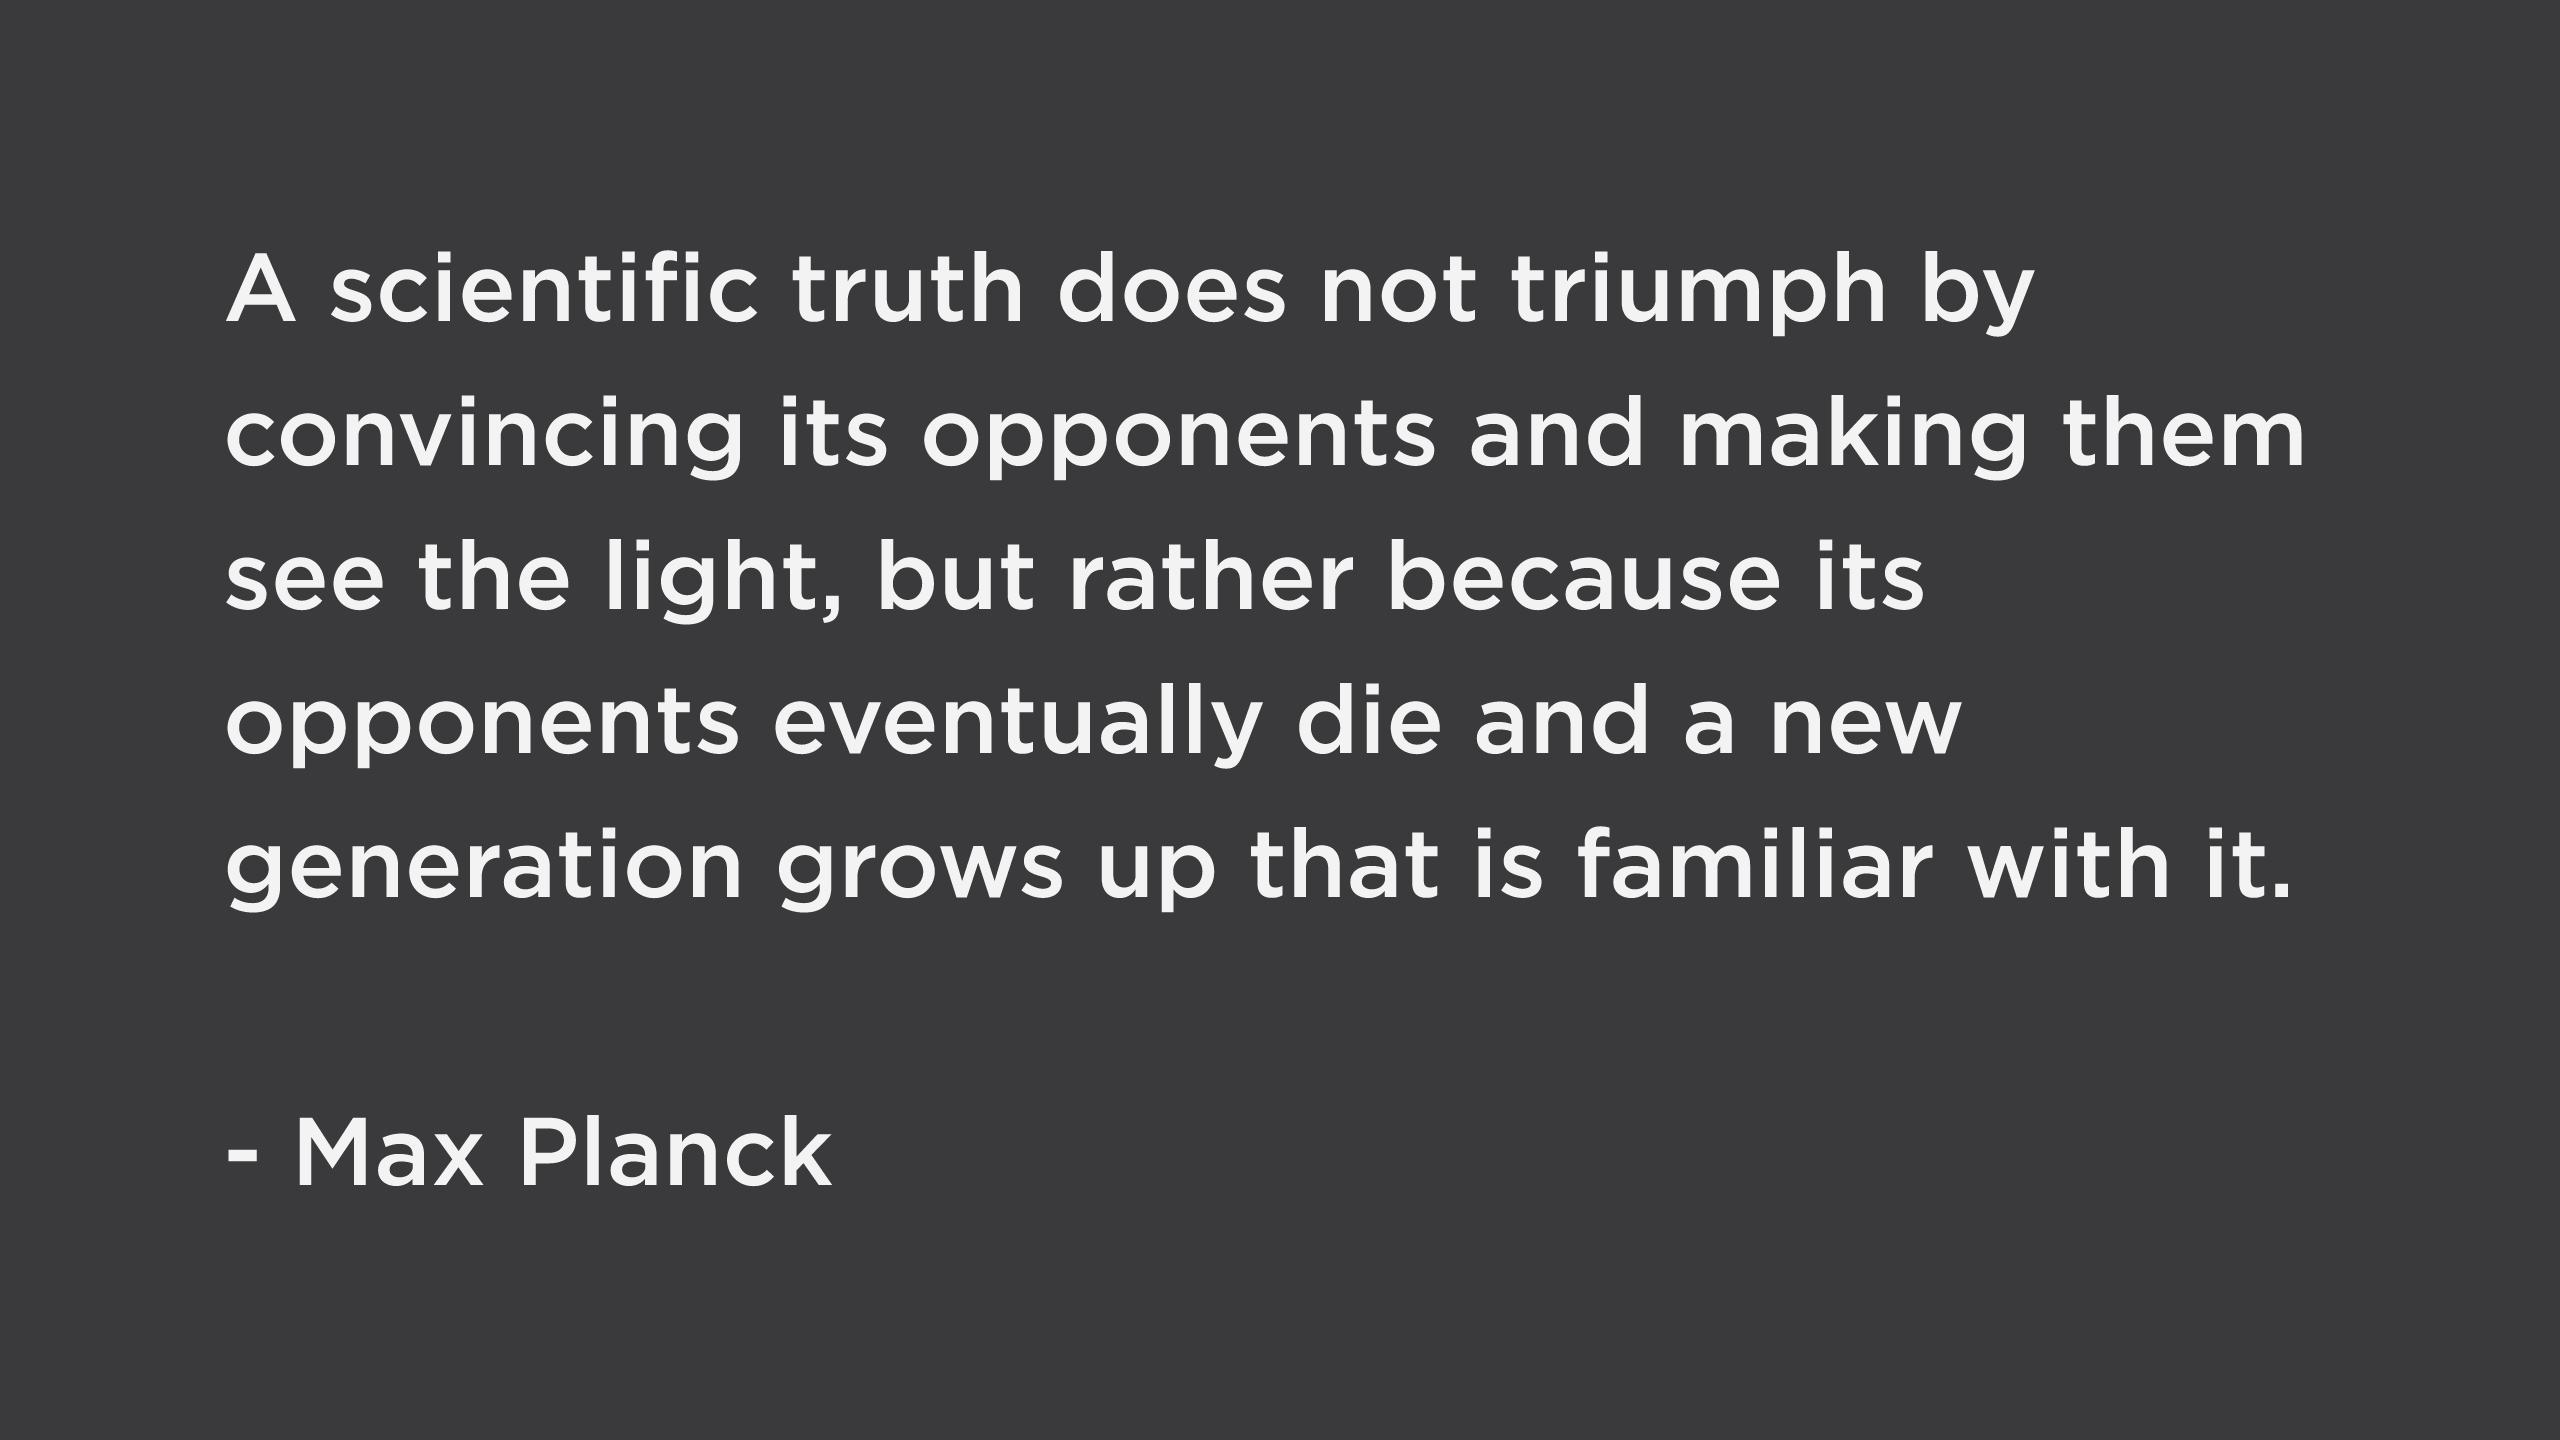 A scientific truth does not triumph by
convincing its opponents and making them
see the light, but rather because its
opponents eventually die and a new
generation grows up that is familiar with it.
- Max Planck